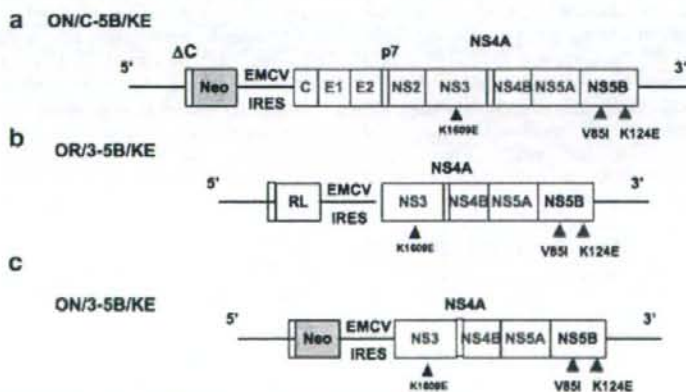 a ON/C-5B/KE
p7 NS4A
ΔC
5' EMCV 3'
Neo C E1 E2 NS2 NS3 NS4B NS5A NS5B
IRES
K1609E V85I K124E
b OR/3-5B/KE
NS4A
5' EMCV 3'
RL NS3 NS4B NS5A NS5B
IRES
K1609E V85I K124E
c
ON/3-5B/KE
NS4A
5' EMCV 3'
Neo NS3 NS4B NS5A NS5B
IRES
K1609E V85I K124E